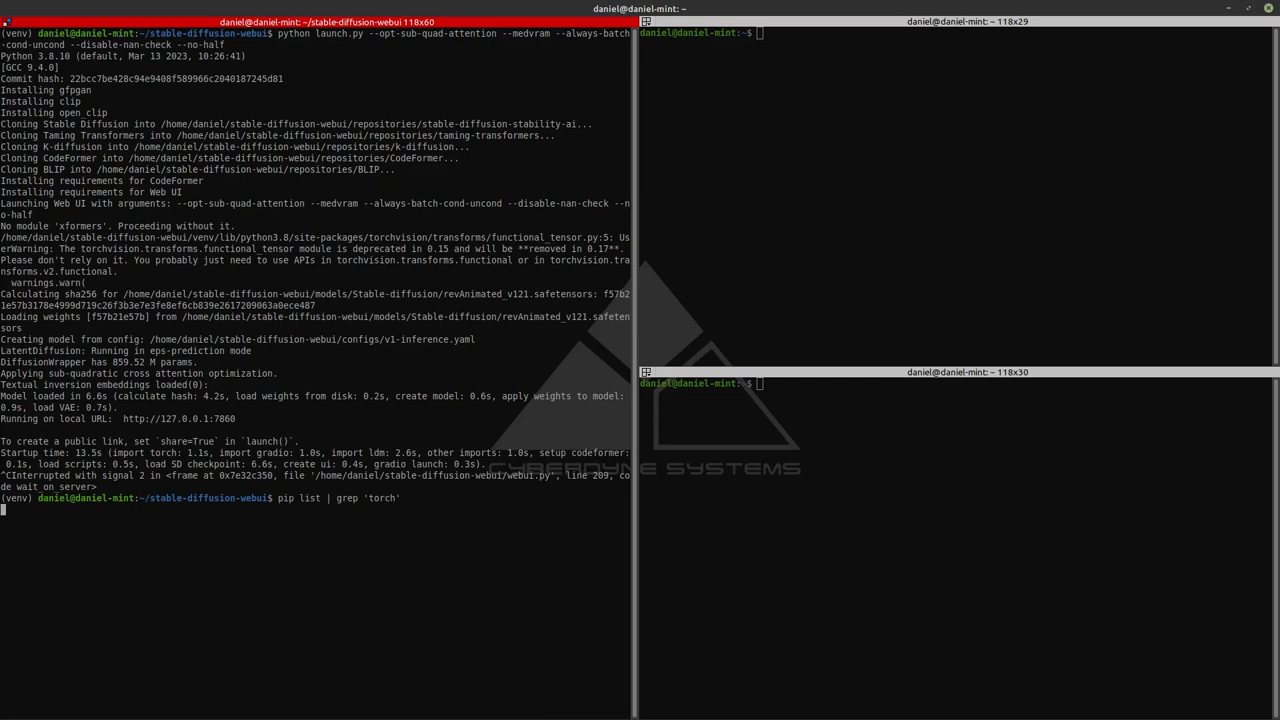 daniel@daniel-mint: ~
daniel@daniel-mint: ~/stable-diffusion-webui 118x60
(venv) daniel@daniel-mint:~/stable-diffusion-webui$ python launch.py --opt-sub-quad-attention --medvram --always-batch
-cond-uncond --disable-nan-check --no-half
Python 3.8.10 (default, Mar 13 2023, 10:26:41)
[GCC 9.4.0]
Commit hash: 22bcc7be428c94e9408f589966c2040187245d81
Installing gfpgan
Installing clip
Installing open_clip
Cloning Stable Diffusion into /home/daniel/stable-diffusion-webui/repositories/stable-diffusion-stability-ai...
Cloning Taming Transformers into /home/daniel/stable-diffusion-webui/repositories/taming-transformers...
Cloning K-diffusion into /home/daniel/stable-diffusion-webui/repositories/k-diffusion...
Cloning CodeFormer into /home/daniel/stable-diffusion-webui/repositories/CodeFormer...
Cloning BLIP into /home/daniel/stable-diffusion-webui/repositories/BLIP...
Installing requirements for CodeFormer
Installing requirements for Web UI
Launching Web UI with arguments: --opt-sub-quad-attention --medvram --always-batch-cond-uncond --disable-nan-check --n
o-half
No module 'xformers'. Proceeding without it.
/home/daniel/stable-diffusion-webui/venv/lib/python3.8/site-packages/torchvision/transforms/functional_tensor.py:5: Us
erWarning: The torchvision.transforms.functional_tensor module is deprecated in 0.15 and will be **removed in 0.17**.
Please don't rely on it. You probably just need to use APIs in torchvision.transforms.functional or in torchvision.tra
nsforms.v2.functional.
warnings.warn(
Calculating sha256 for /home/daniel/stable-diffusion-webui/models/Stable-diffusion/revAnimated_v121.safetensors: f57b2
1e57b3178e4999d719c26f3b3e7e3fe8ef6cb839e2617209063a0ece487
Loading weights [f57b21e57b] from /home/daniel/stable-diffusion-webui/models/Stable-diffusion/revAnimated_v121.safeten
sors
Creating model from config: /home/daniel/stable-diffusion-webui/configs/v1-inference.yaml
LatentDiffusion: Running in eps-prediction mode
DiffusionWrapper has 859.52 M params.
Applying sub-quadratic cross attention optimization.
Textual inversion embeddings loaded(0):
Model loaded in 6.6s (calculate hash: 4.2s, load weights from disk: 0.2s, create model: 0.6s, apply weights to model:
0.9s, load VAE: 0.7s).
Running on local URL:  http://127.0.0.1:7860
To create a public link, set `share=True` in `launch()`.
Startup time: 13.5s (import torch: 1.1s, import gradio: 1.0s, import ldm: 2.6s, other imports: 1.0s, setup codeformer:
0.1s, load scripts: 0.5s, load SD checkpoint: 6.6s, create ui: 0.4s, gradio launch: 0.3s).
^CInterrupted with signal 2 in <frame at 0x7e32c350, file '/home/daniel/stable-diffusion-webui/webui.py', line 209, co
de wait_on_server>
(venv) daniel@daniel-mint:~/stable-diffusion-webui$ pip list | grep 'torch'
daniel@daniel-mint: ~ 118x29
daniel@daniel-mint:~$
daniel@daniel-mint: ~ 118x30
daniel@daniel-mint:~$
CYBERDYNE SYSTEMS